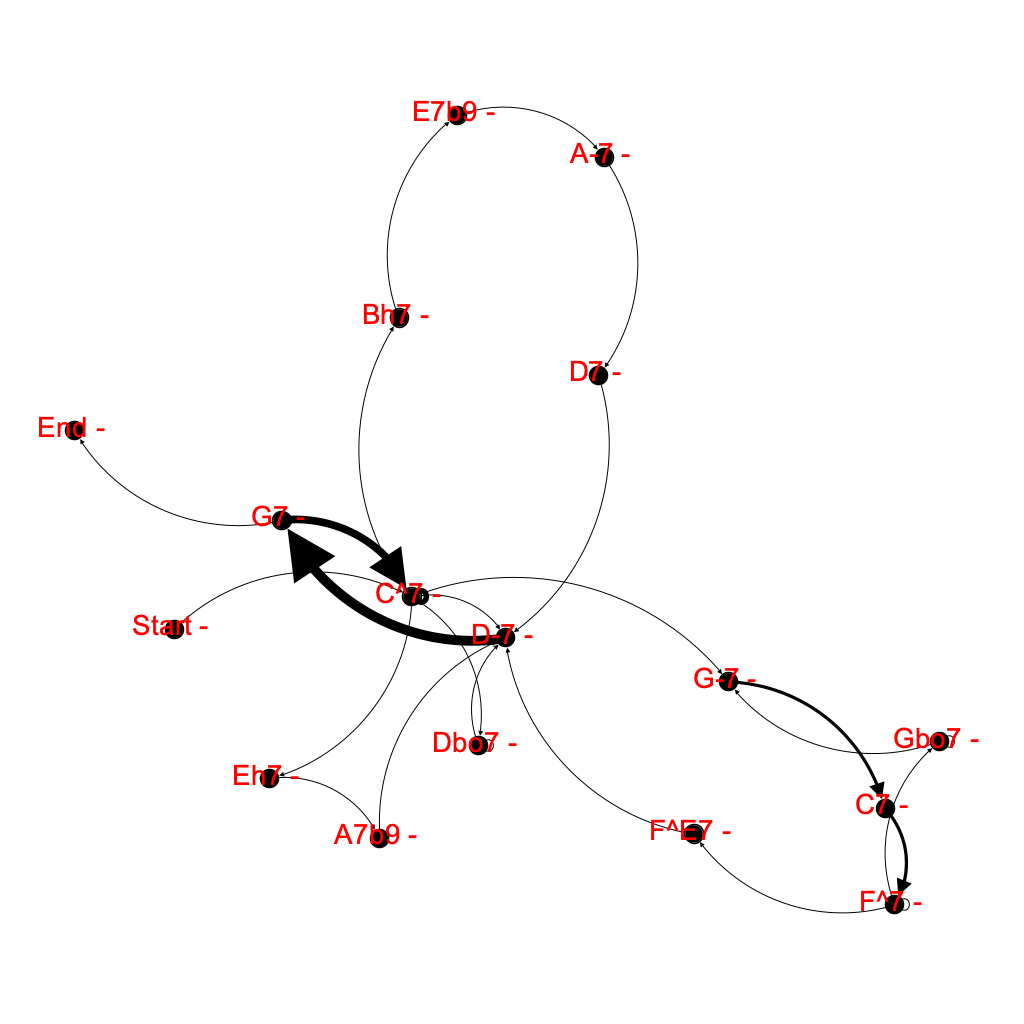 E7b9 -
A-7 -
Bh7 -
D7 -
End -
G7 -
C^7 -
Start -
D-7 -
G-7 -
Dbo7 -
Gbo7 -
Eh7 -
C7 -
A7b9 -
F^E7 -
F^7 -